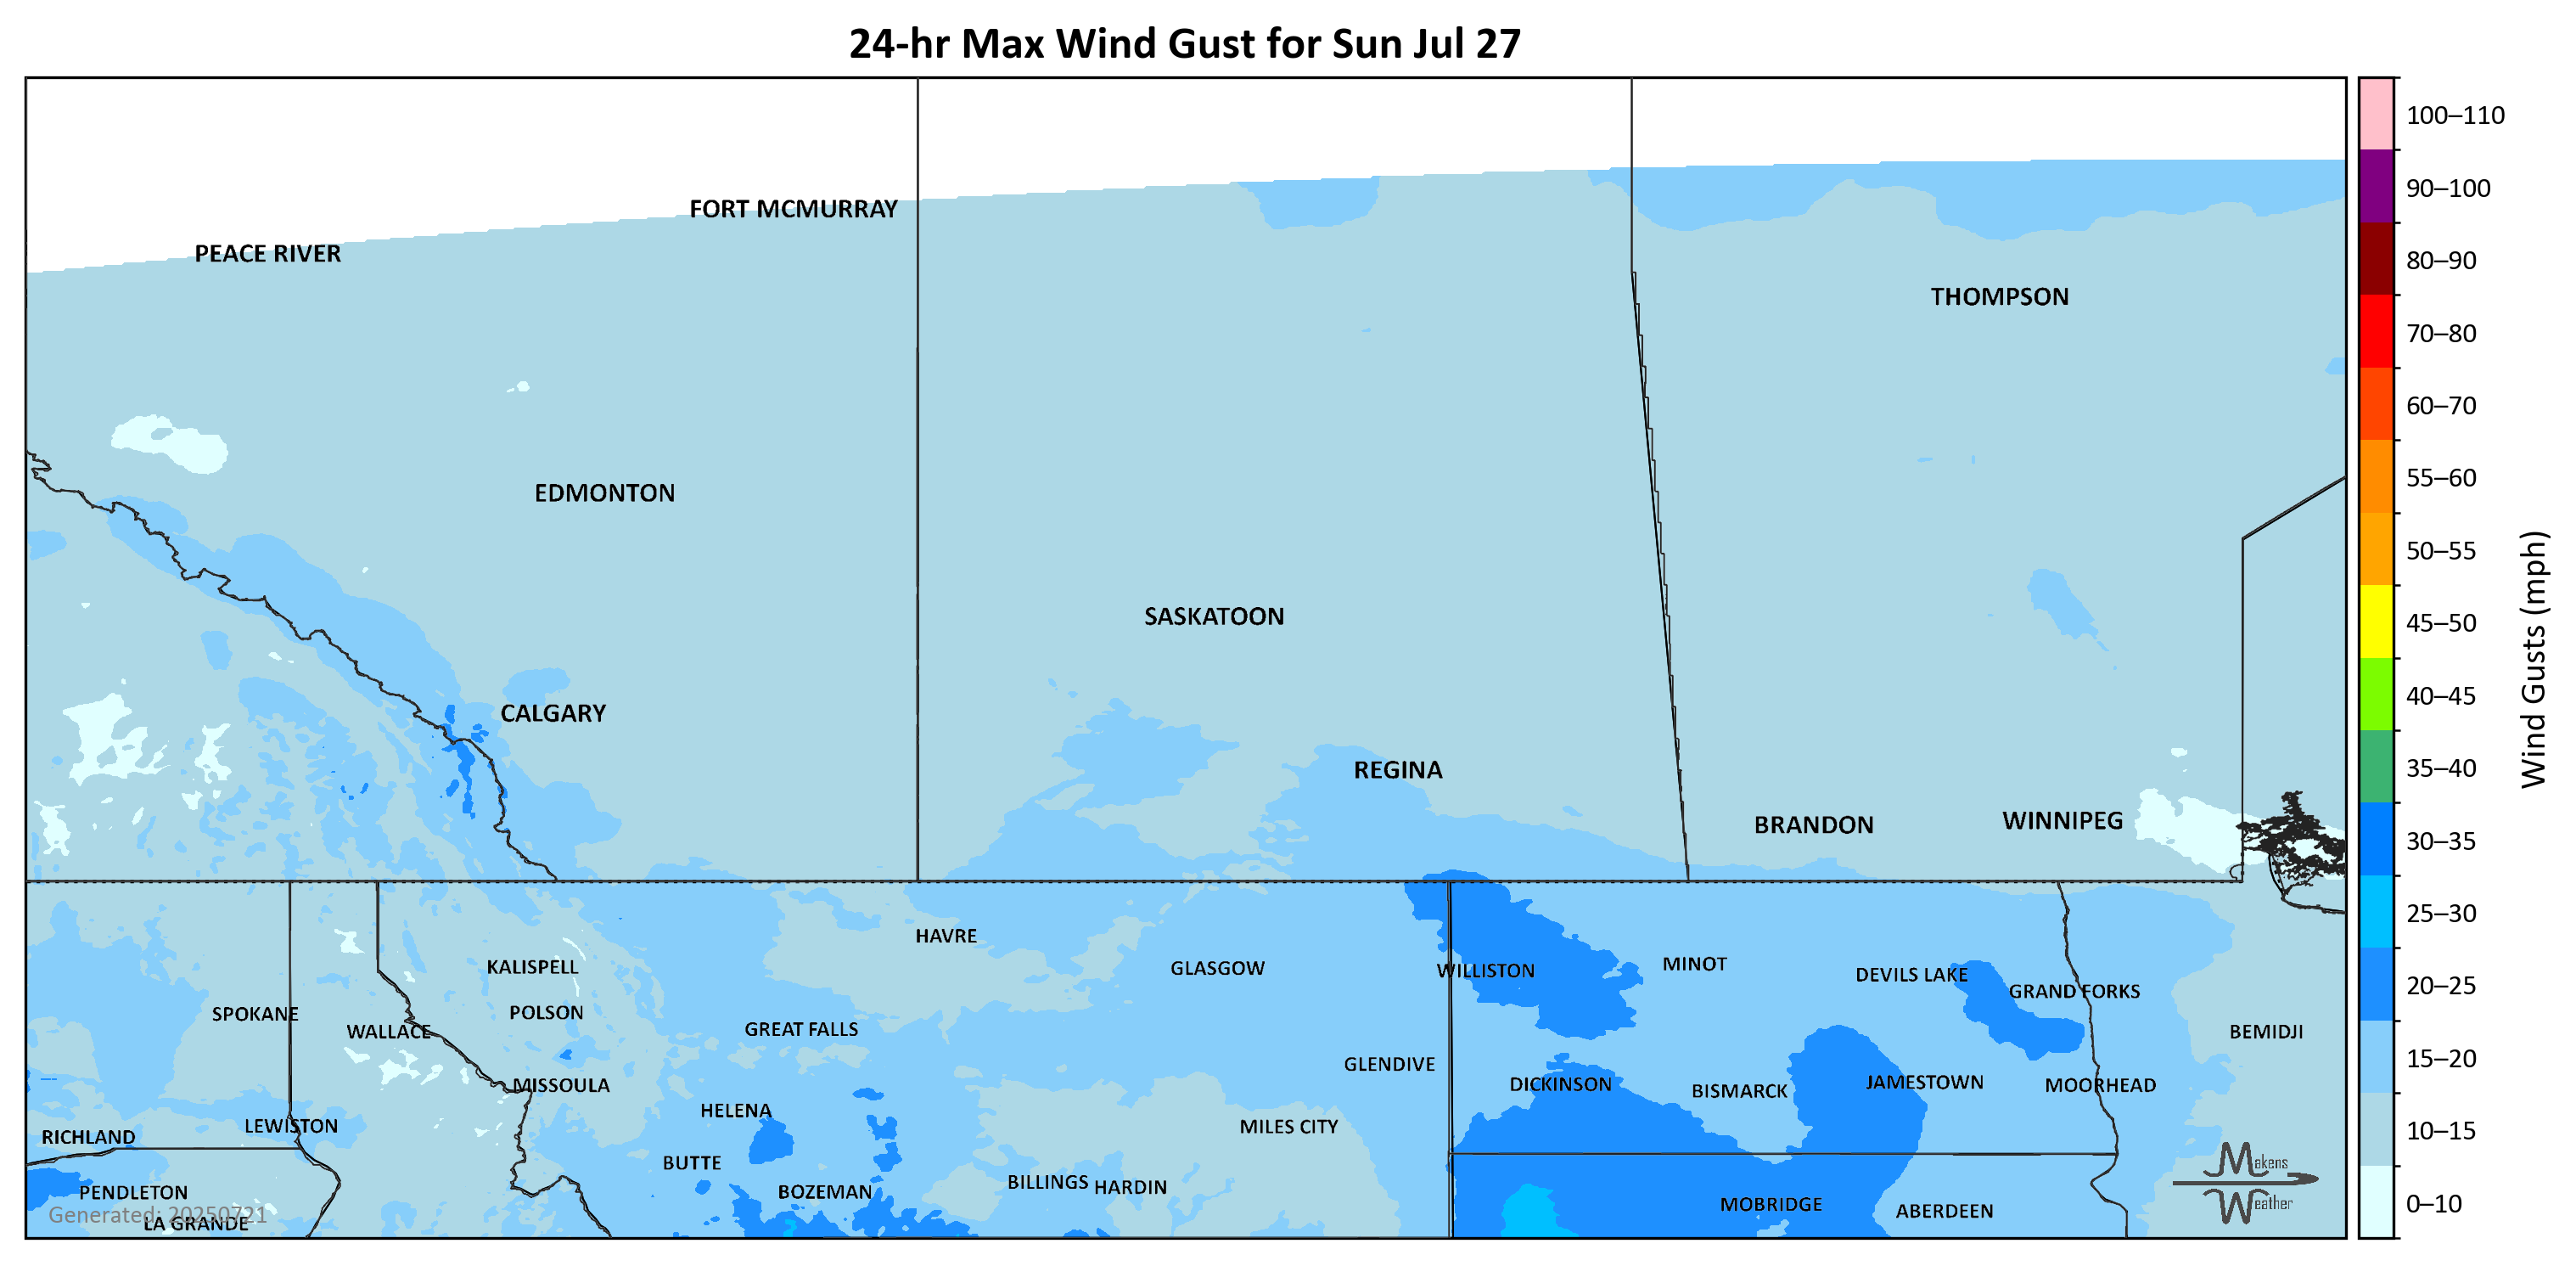 24-hr Max Wind Gust for Sun Jul 27
100–110
90–100
80–90
70–80
60–70
55–60
50–55
45–50
40–45
35–40
30–35
25–30
20–25
15–20
10–15
0–10
Wind Gusts (mph)
FORT MCMURRAY
PEACE RIVER
THOMPSON
EDMONTON
SASKATOON
CALGARY
REGINA
BRANDON
WINNIPEG
HAVRE
KALISPELL
GLASGOW
WILLISTON
MINOT
DEVILS LAKE
GRAND FORKS
SPOKANE
POLSON
WALLACE
GREAT FALLS
BEMIDJI
GLENDIVE
MISSOULA
DICKINSON
BISMARCK
JAMESTOWN
MOORHEAD
HELENA
LEWISTON
MILES CITY
RICHLAND
BUTTE
BILLINGS
HARDIN
PENDLETON
BOZEMAN
MOBRIDGE
ABERDEEN
LA GRANDE
Generated: 20250721
Makens
Weather